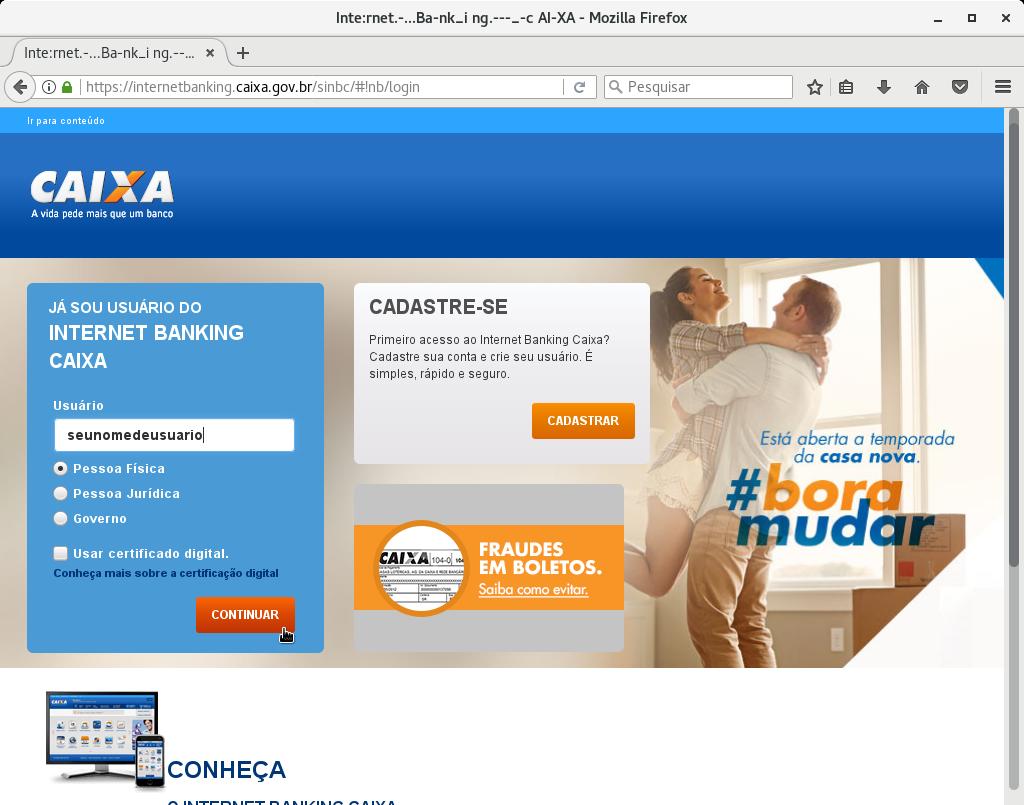 Inte:rnet.-...Ba-nk_i ng.---_-c AI-XA - Mozilla Firefox
Inte:rnet.-...Ba-nk_i ng.--...
https://internetbanking.caixa.gov.br/sinbc/#!nb/login
Pesquisar
Ir para conteúdo
CAIXA
A vida pede mais que um banco
JÁ SOU USUÁRIO DO
INTERNET BANKING
CAIXA
Usuário
seunomedeusuario
Pessoa Física
Pessoa Jurídica
Governo
Usar certificado digital.
Conheça mais sobre a certificação digital
CONTINUAR
CADASTRE-SE
Primeiro acesso ao Internet Banking Caixa?
Cadastre sua conta e crie seu usuário. É
simples, rápido e seguro.
CADASTRAR
CAIXA 104-0
FRAUDES
EM BOLETOS.
Saiba como evitar.
Está aberta a temporada
da casa nova.
#bora
mudar
CAIXA
CONHEÇA
O INTERNET BANKING CAIXA